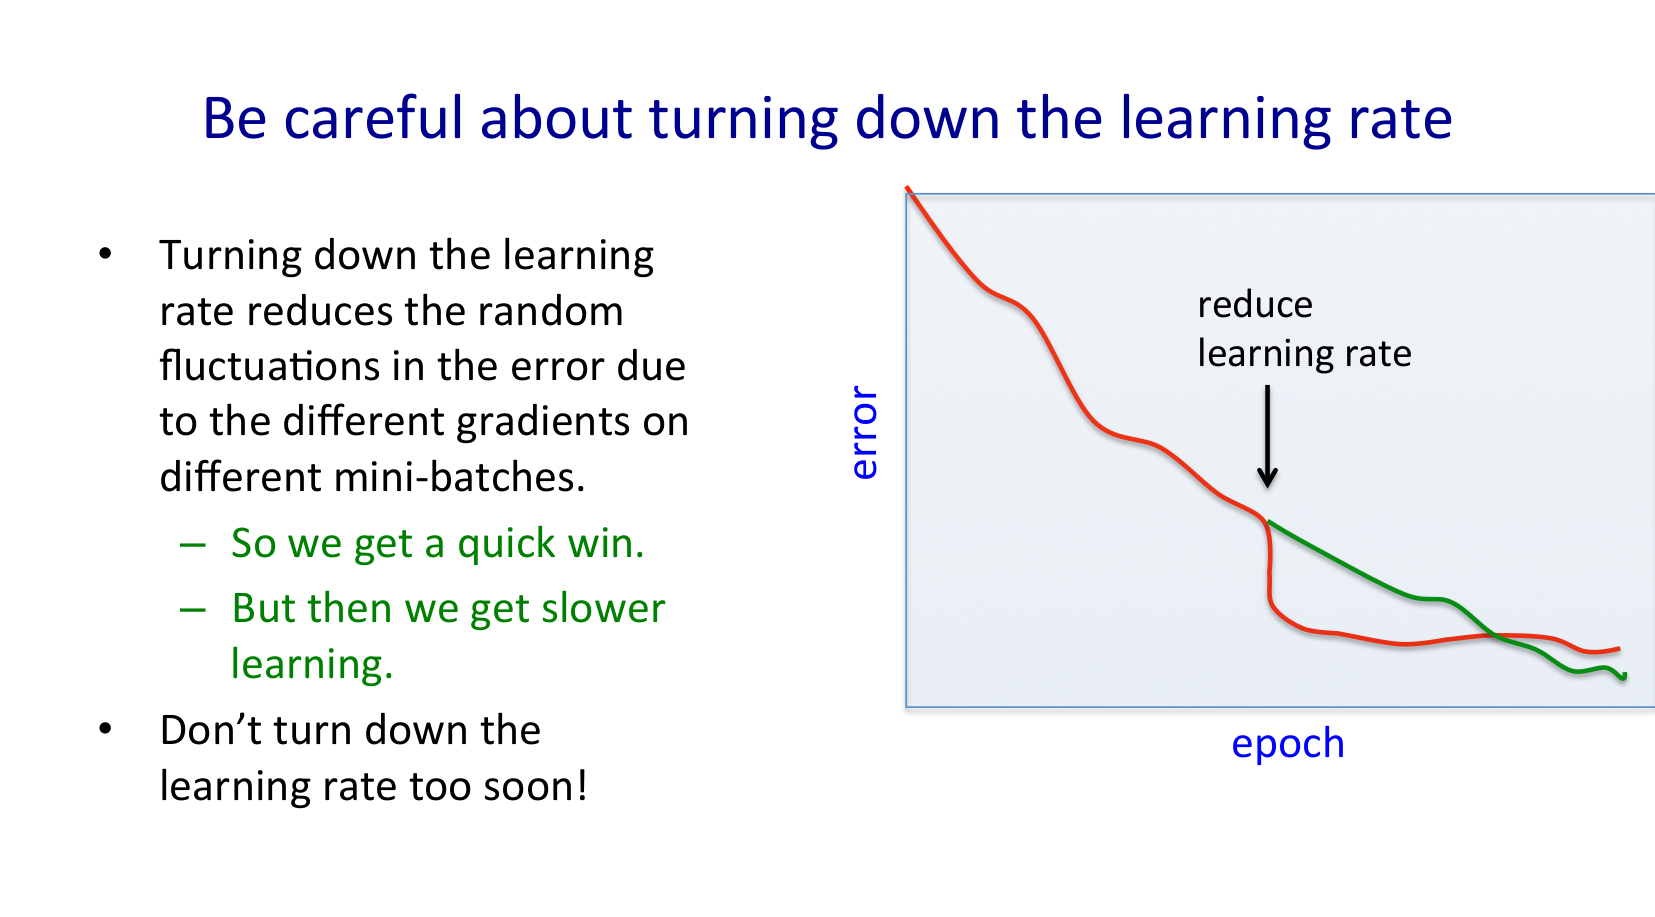 Be careful about turning down the learning rate
• Turning down the learning
rate reduces the random
fluctuations in the error due
to the different gradients on
different mini-batches.
– So we get a quick win.
– But then we get slower
learning.
• Don’t turn down the
learning rate too soon!
reduce
learning rate
error
epoch